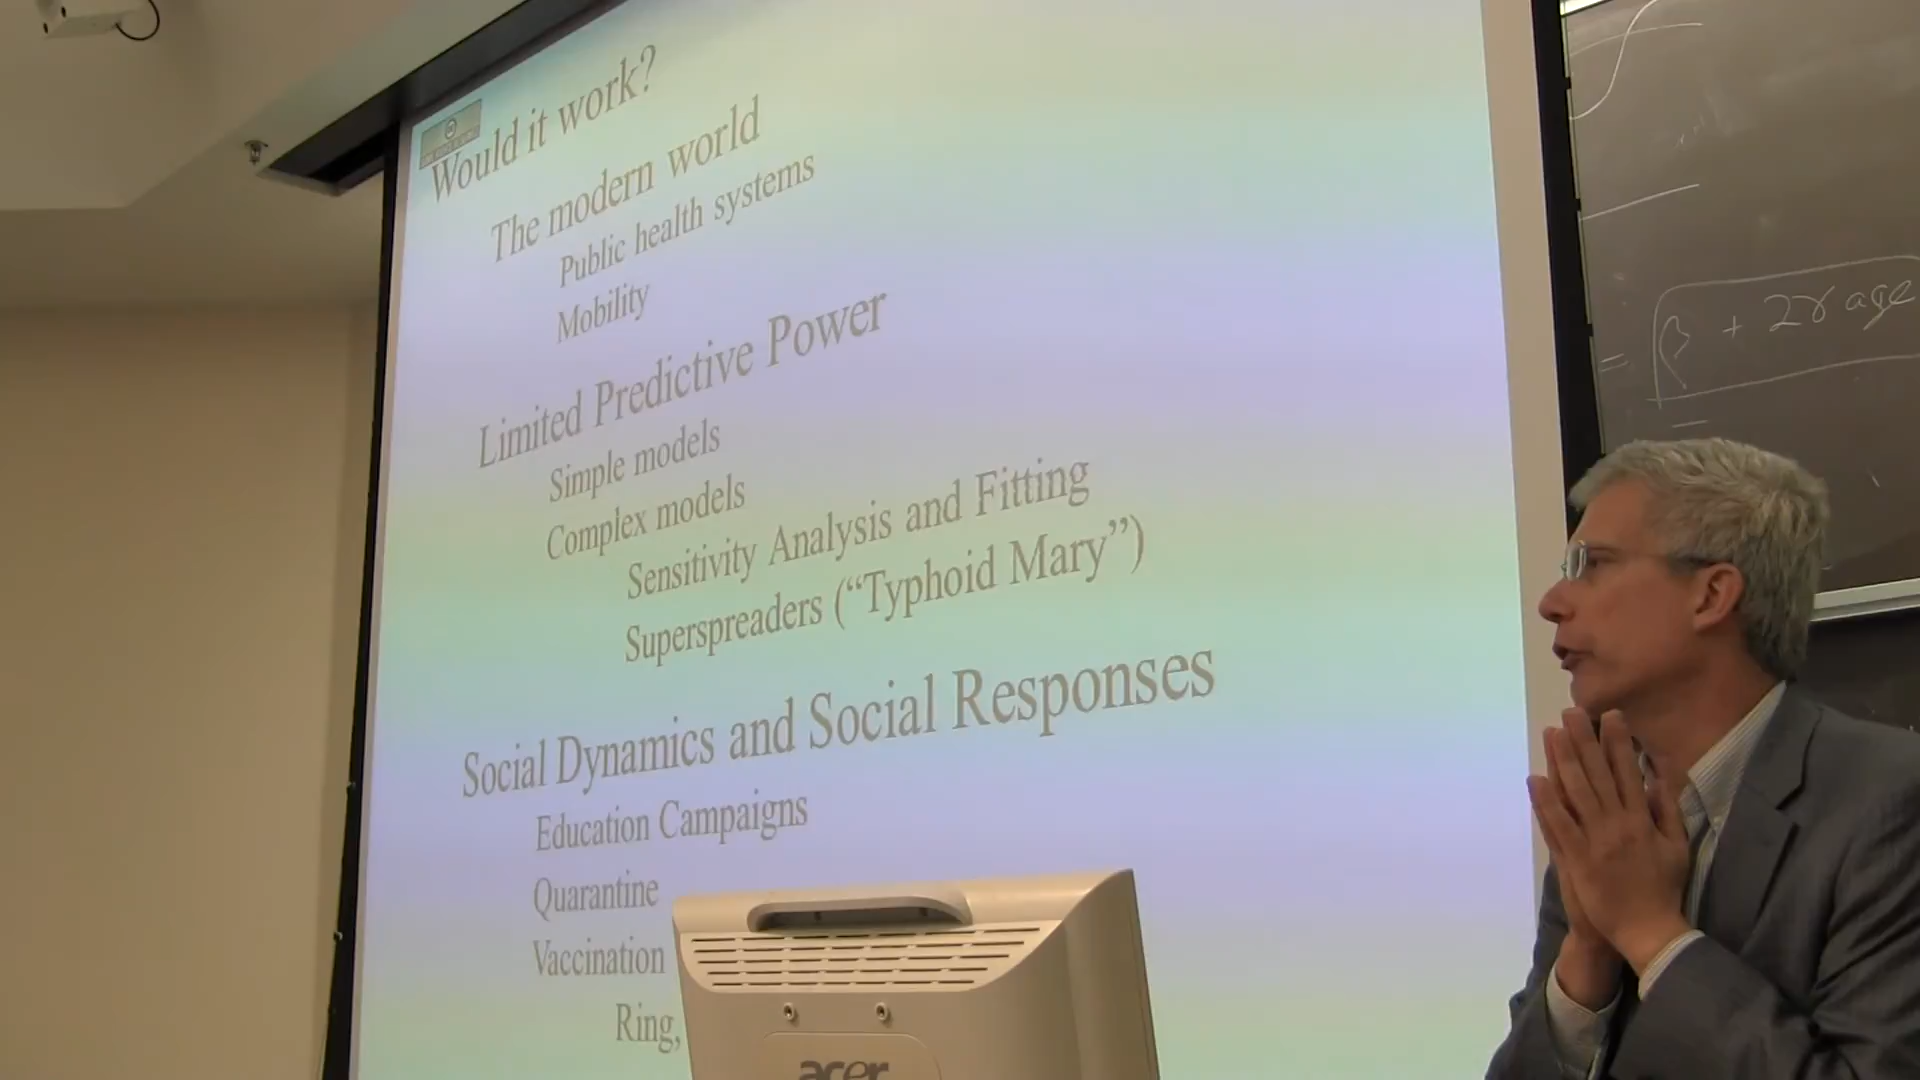 Would it work?
The modern world
Public health systems
Mobility
Limited Predictive Power
Simple models
Complex models
Sensitivity Analysis and Fitting
Superspreaders (“Typhoid Mary”)
Social Dynamics and Social Responses
Education Campaigns
Quarantine
Vaccination
Ring,
acer
= β + 2γ age